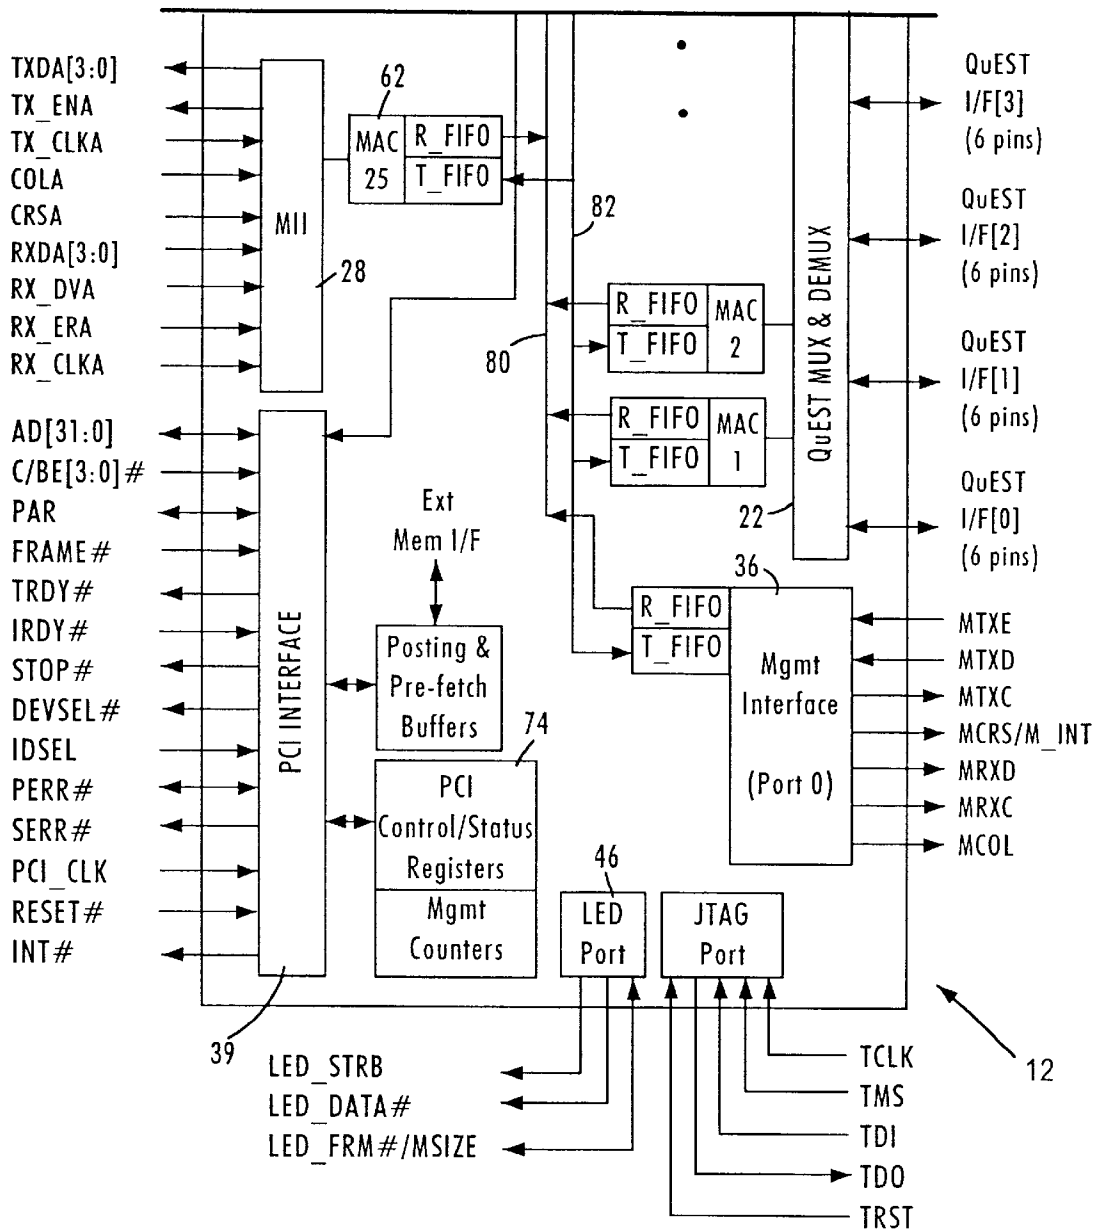 TXDA[3:0]
TX_ENA
TX_CLKA
COLA
CRSA
RXDA[3:0]
RX_DVA
RX_ERA
RX_CLKA
MII
28
62
MAC
25
R_FIFO
T_FIFO
82
80
R_FIFO
T_FIFO
MAC
2
R_FIFO
T_FIFO
MAC
1
QuEST MUX & DEMUX
22
QuEST
I/F[3]
(6 pins)
QuEST
I/F[2]
(6 pins)
QuEST
I/F[1]
(6 pins)
QuEST
I/F[0]
(6 pins)
AD[31:0]
C/BE[3:0]#
PAR
FRAME#
TRDY#
IRDY#
STOP#
DEVSEL#
IDSEL
PERR#
SERR#
PCI_CLK
RESET#
INT#
PCI INTERFACE
39
Ext
Mem I/F
Posting &
Pre-fetch
Buffers
74
PCI
Control/Status
Registers
Mgmt
Counters
36
R_FIFO
T_FIFO
Mgmt
Interface
(Port 0)
MTXE
MTXD
MTXC
MCRS/M_INT
MRXD
MRXC
MCOL
46
LED
Port
JTAG
Port
LED_STRB
LED_DATA#
LED_FRM#/MSIZE
TCLK
TMS
TDI
TDO
TRST
12